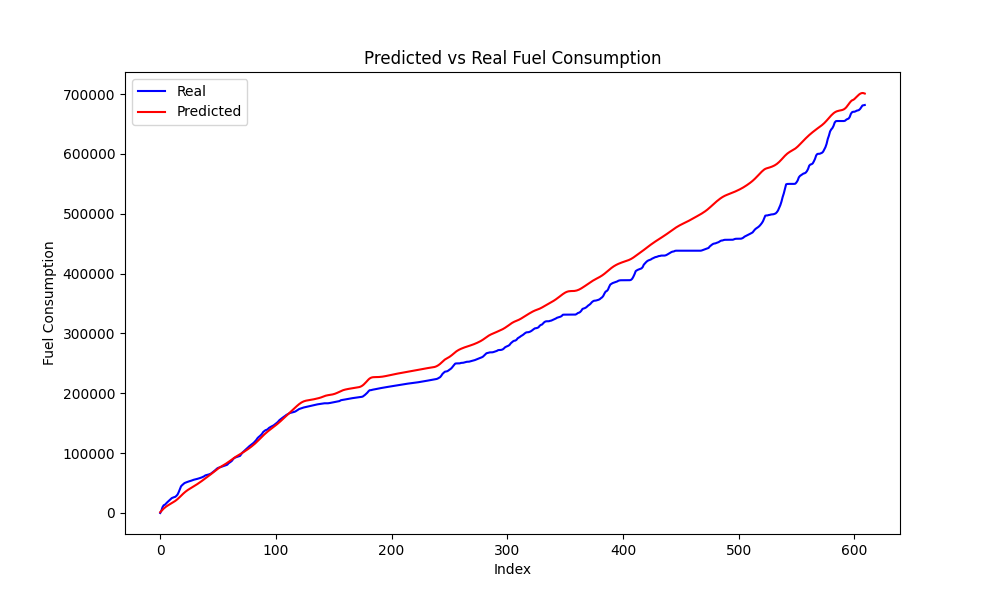 Predicted vs Real Fuel Consumption
Real
Predicted
700000
600000
500000
400000
300000
200000
100000
0
Fuel Consumption
0 100 200 300 400 500 600
Index